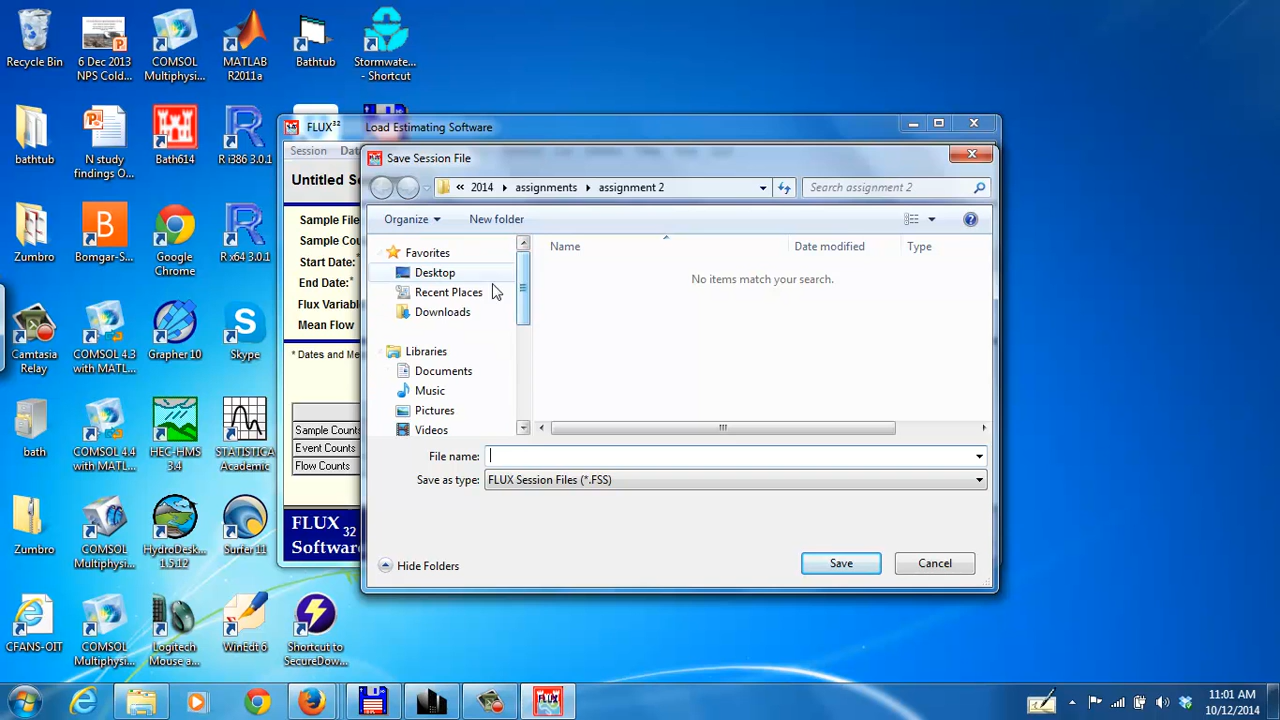 Recycle Bin
6 Dec 2013
NPS Cold...
COMSOL
Multiphysi...
MATLAB
R2011a
Bathtub
Stormwate...
- Shortcut
bathtub
N study
findings O...
Bath614
R i386 3.0.1
Zumbro
Bomgar-S...
Google
Chrome
R x64 3.0.1
Camtasia
Relay
COMSOL 4.3
with MATL...
Grapher 10
Skype
bath
COMSOL 4.4
with MATL...
HEC-HMS
3.4
STATISTICA
Academic
Zumbro
COMSOL
Multiphysi...
HydroDesk...
1.5.12
Surfer 11
CFANS-OIT
COMSOL
Multiphysi...
Logitech
Mouse a...
WinEdt 6
Shortcut to
SecureDow...
FLUX32 Load Estimating Software
Session Dat
Untitled Se
Sample File
Sample Cou
Start Date:*
End Date:*
Flux Variabl
Mean Flow
* Dates and Me
Sample Counts
Event Counts
Flow Counts
FLUX 32
Software
Save Session File
« 2014 assignments assignment 2
Search assignment 2
Organize New folder
Name Date modified Type
No items match your search.
Favorites
Desktop
Recent Places
Downloads
Libraries
Documents
Music
Pictures
Videos
File name:
Save as type: FLUX Session Files (*.FSS)
Hide Folders Save Cancel
11:01 AM
10/12/2014